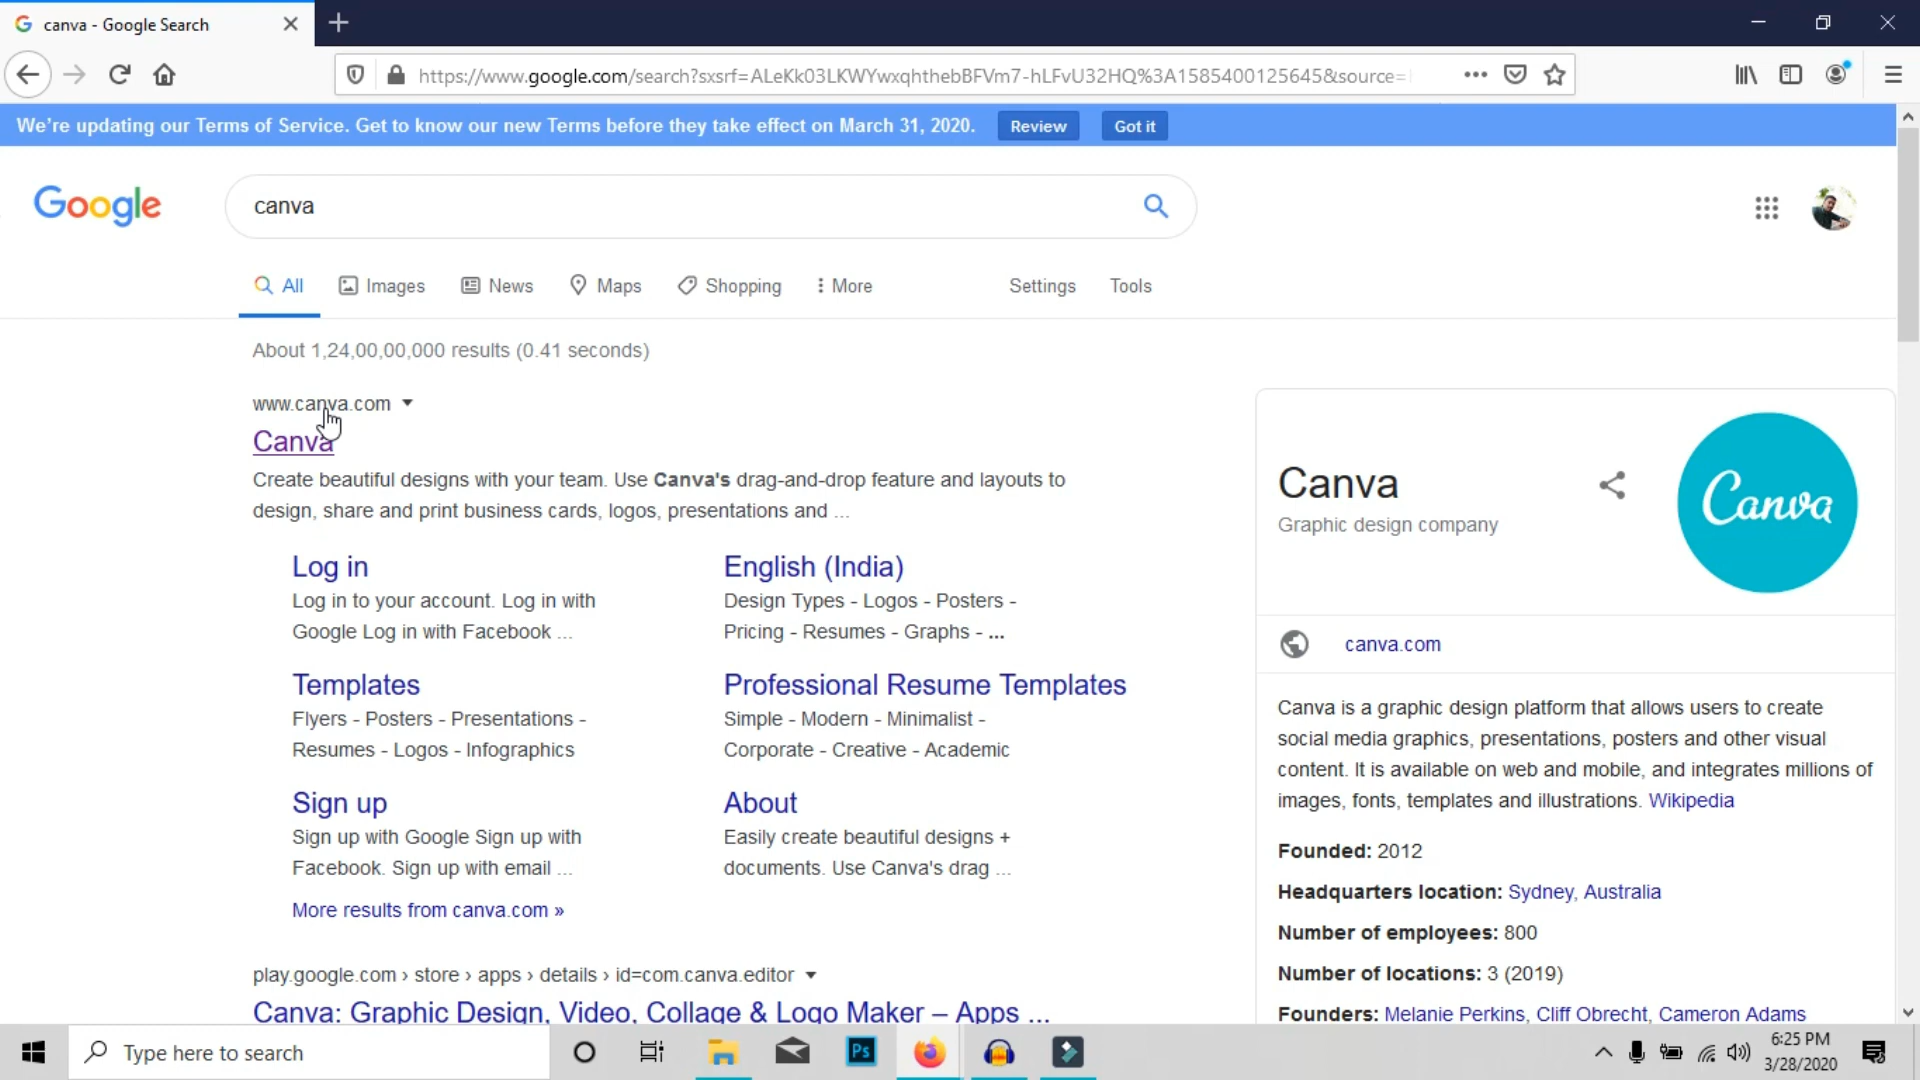 canva - Google Search
https://www.google.com/search?sxsrf=ALeKk03LKWYwxqhthebBFVm7-hLFvU32HQ%3A1585400125645&source=
We're updating our Terms of Service. Get to know our new Terms before they take effect on March 31, 2020. Review Got it
Google canva
All Images News Maps Shopping More Settings Tools
About 1,24,00,00,000 results (0.41 seconds)
www.canva.com
Canva
Create beautiful designs with your team. Use Canva's drag-and-drop feature and layouts to
design, share and print business cards, logos, presentations and ...
Log in
Log in to your account. Log in with
Google Log in with Facebook ...
English (India)
Design Types - Logos - Posters -
Pricing - Resumes - Graphs - ...
Templates
Flyers - Posters - Presentations -
Resumes - Logos - Infographics
Professional Resume Templates
Simple - Modern - Minimalist -
Corporate - Creative - Academic
Sign up
Sign up with Google Sign up with
Facebook. Sign up with email ...
About
Easily create beautiful designs +
documents. Use Canva's drag ...
More results from canva.com »
play.google.com › store › apps › details › id=com.canva.editor
Canva: Graphic Design, Video, Collage & Logo Maker – Apps ...
Canva
Graphic design company
Canva
canva.com
Canva is a graphic design platform that allows users to create
social media graphics, presentations, posters and other visual
content. It is available on web and mobile, and integrates millions of
images, fonts, templates and illustrations. Wikipedia
Founded: 2012
Headquarters location: Sydney, Australia
Number of employees: 800
Number of locations: 3 (2019)
Founders: Melanie Perkins, Cliff Obrecht, Cameron Adams
Type here to search
Ps
6:25 PM
3/28/2020